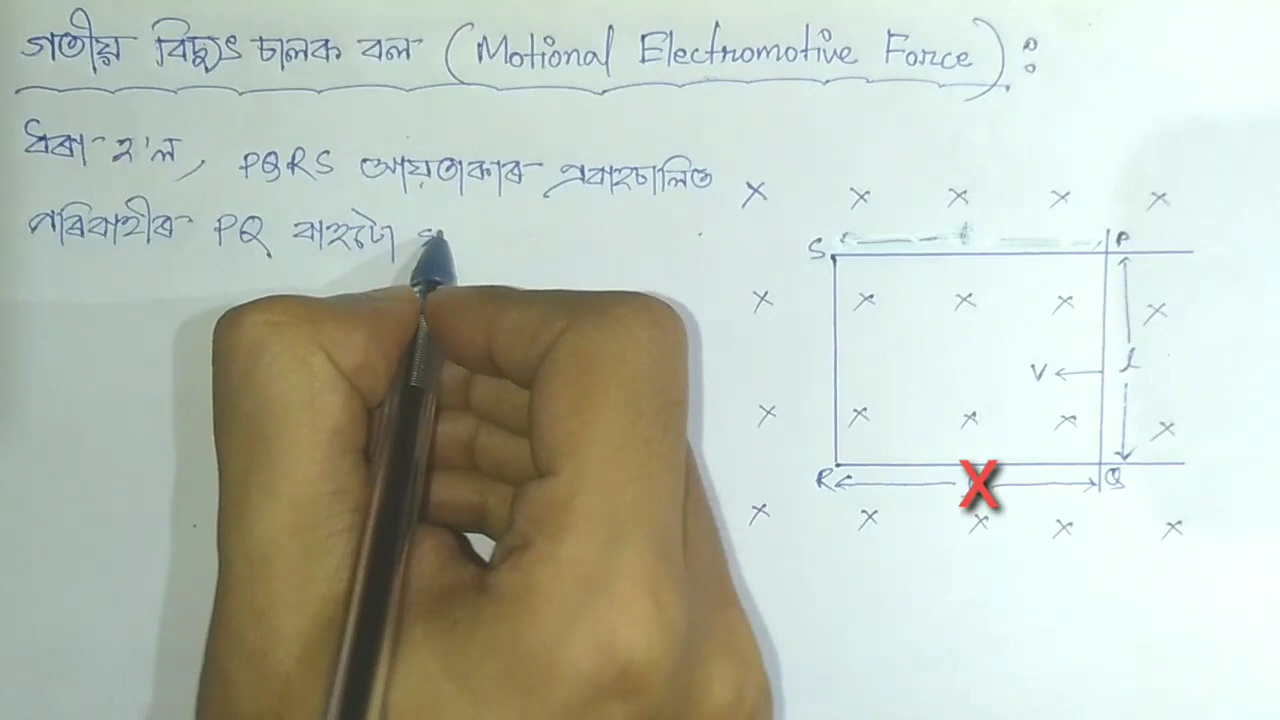 গতীয় বিদ্যুৎ চালক বল (Motional Electromotive Force) :
ধৰা হ'ল, PQRS আয়তাকাৰ প্ৰবাহচালিত
পৰিবাহীৰ PQ বাহুটো
S P
V l
R X Q